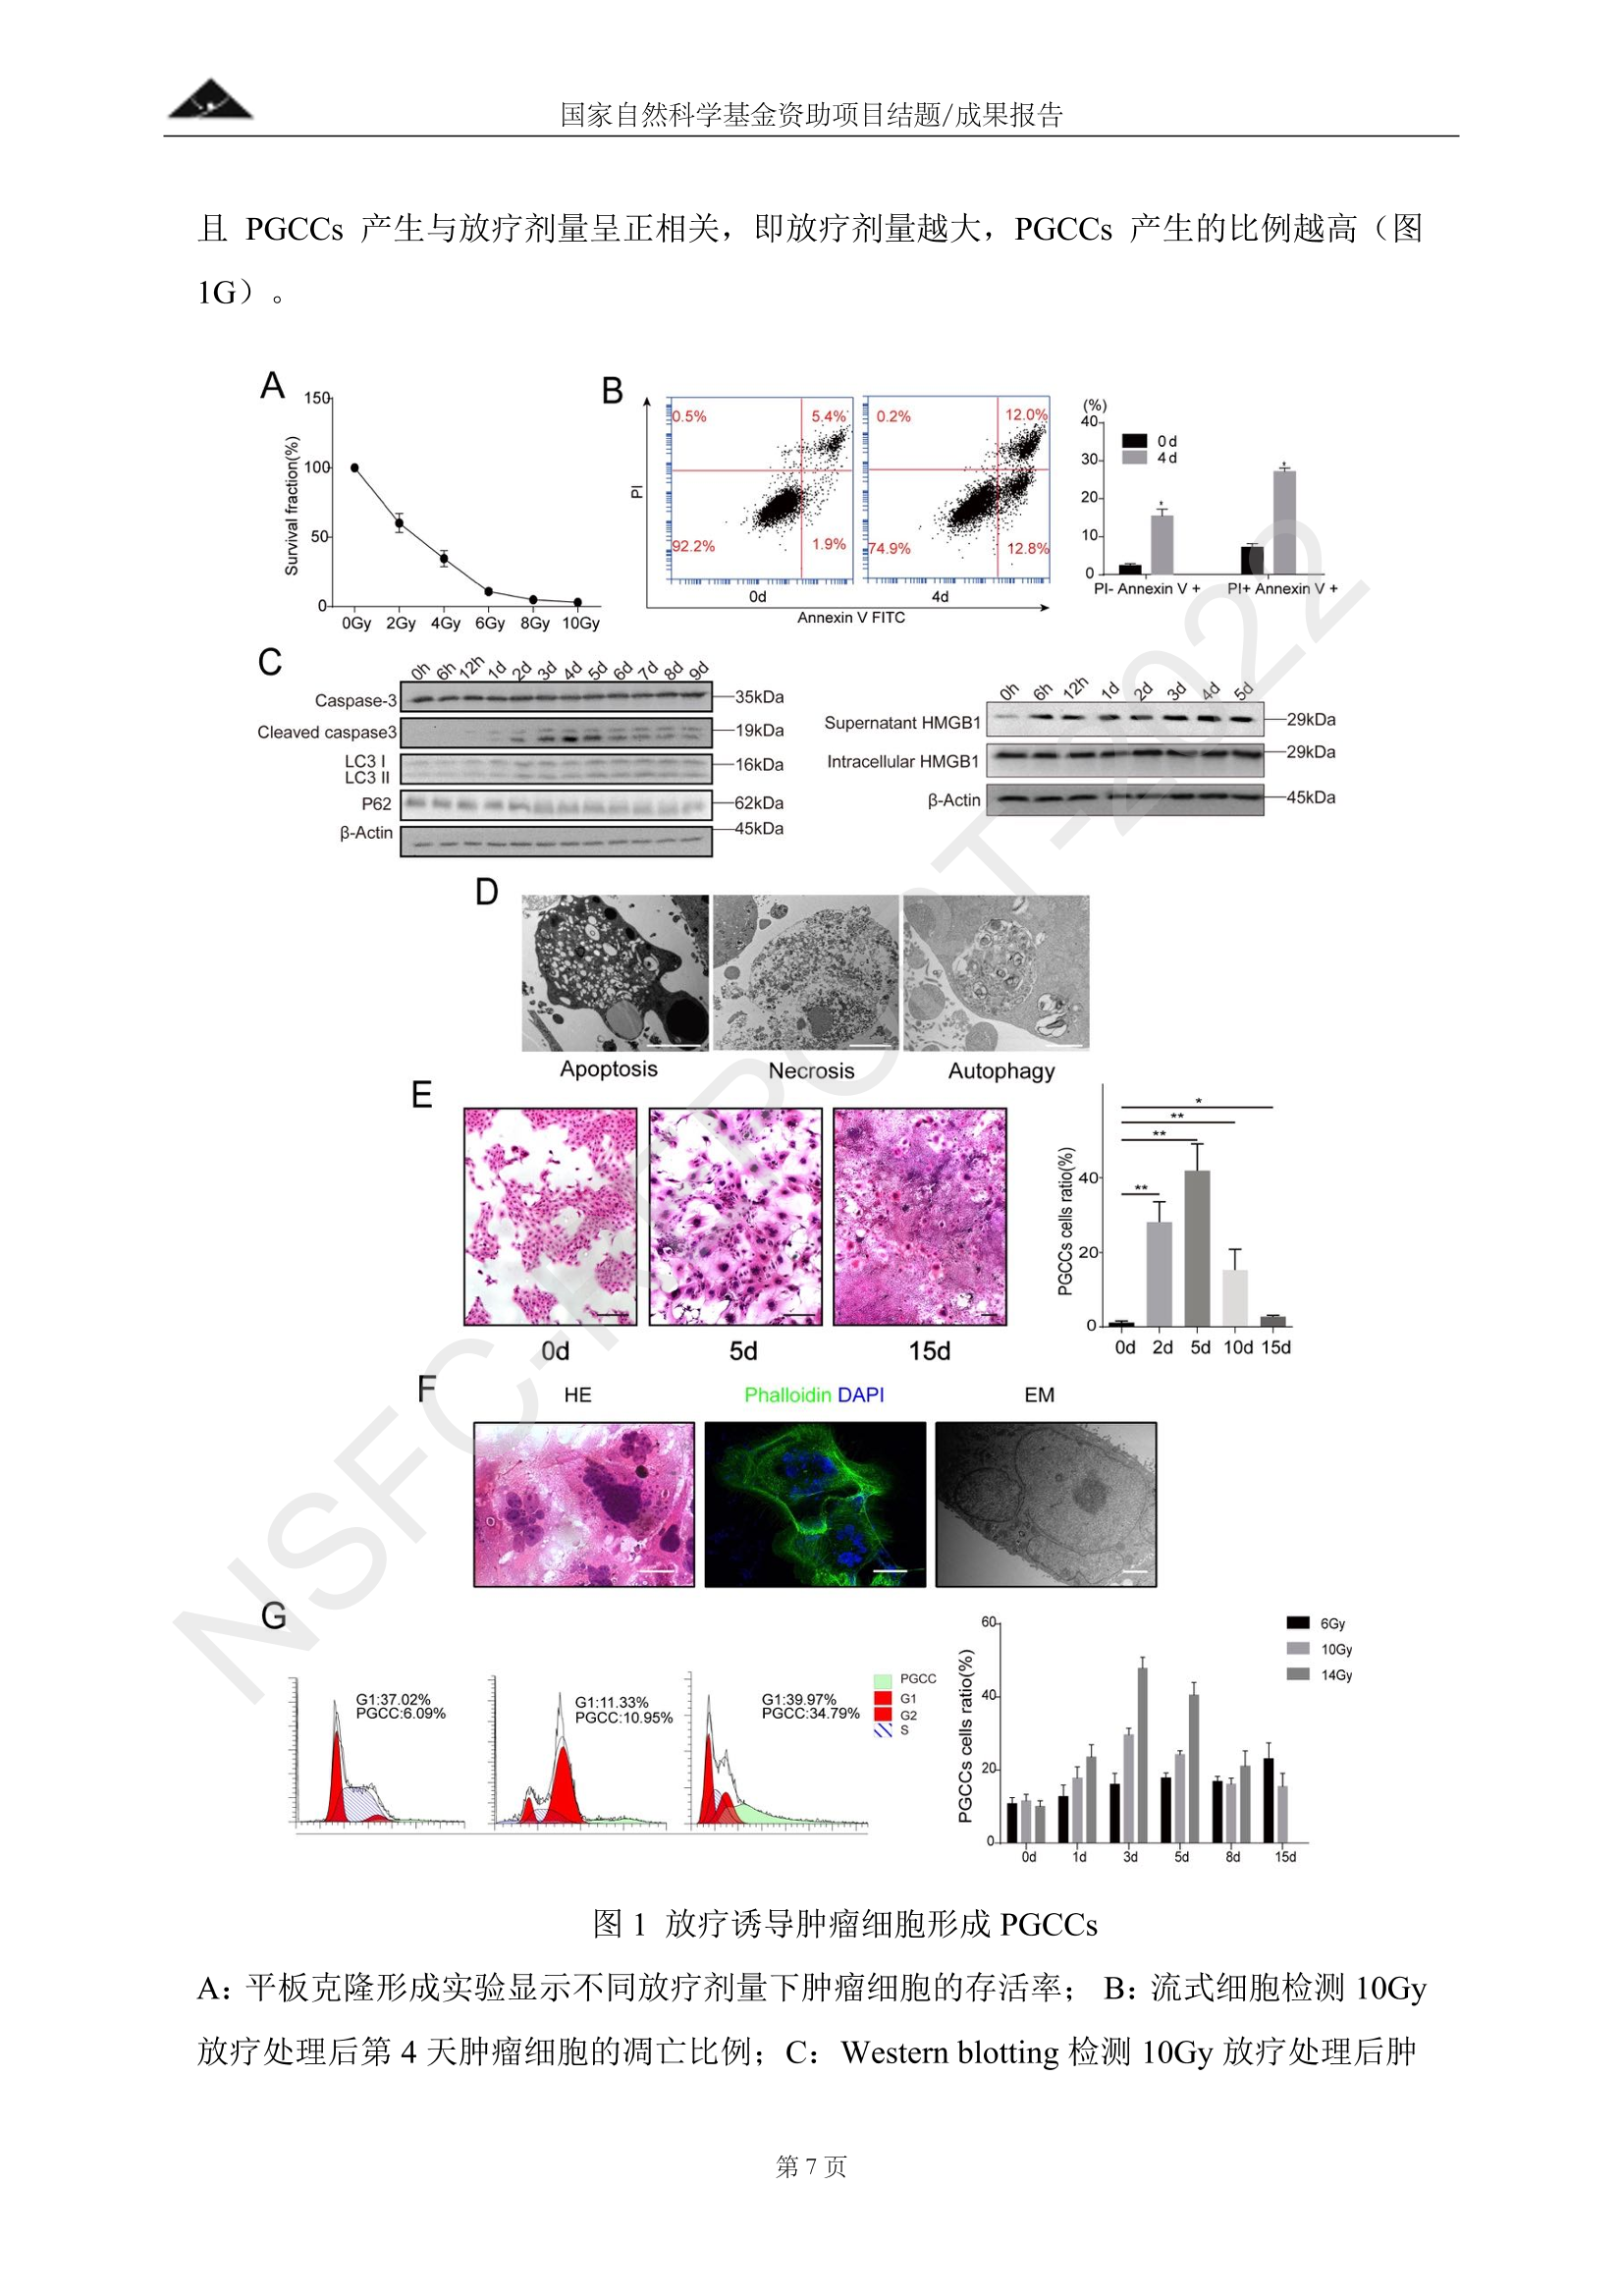 国家自然科学基金资助项目结题/成果报告
且 PGCCs 产生与放疗剂量呈正相关，即放疗剂量越大，PGCCs 产生的比例越高（图
1G）。
A
Survival fraction(%)
150
100
50
0
0Gy 2Gy 4Gy 6Gy 8Gy 10Gy
B
PI
0.5% 5.4%
92.2% 1.9%
0d
0.2% 12.0%
74.9% 12.8%
4d
Annexin V FITC
(%)
40
30
20
10
0
0d
4d
* *
PI- Annexin V + PI+ Annexin V +
C
0h 6h 12h 1d 2d 3d 4d 5d 6d 7d 8d 9d
Caspase-3 35kDa
Cleaved caspase3 19kDa
LC3 I
LC3 II 16kDa
P62 62kDa
β-Actin 45kDa
0h 6h 12h 1d 2d 3d 4d 5d
Supernatant HMGB1 29kDa
Intracellular HMGB1 29kDa
β-Actin 45kDa
D
Apoptosis Necrosis Autophagy
E
0d 5d 15d
PGCCs cells ratio(%)
40
20
0
*
**
**
**
0d 2d 5d 10d 15d
F
HE Phalloidin DAPI EM
G
G1:37.02%
PGCC:6.09%
G1:11.33%
PGCC:10.95%
G1:39.97%
PGCC:34.79%
PGCC
G1
G2
S
PGCCs cells ratio(%)
60
40
20
0
6Gy
10Gy
14Gy
0d 1d 3d 5d 8d 15d
图 1 放疗诱导肿瘤细胞形成 PGCCs
A：平板克隆形成实验显示不同放疗剂量下肿瘤细胞的存活率； B：流式细胞检测 10Gy
放疗处理后第 4 天肿瘤细胞的凋亡比例；C：Western blotting 检测 10Gy 放疗处理后肿
第 7 页